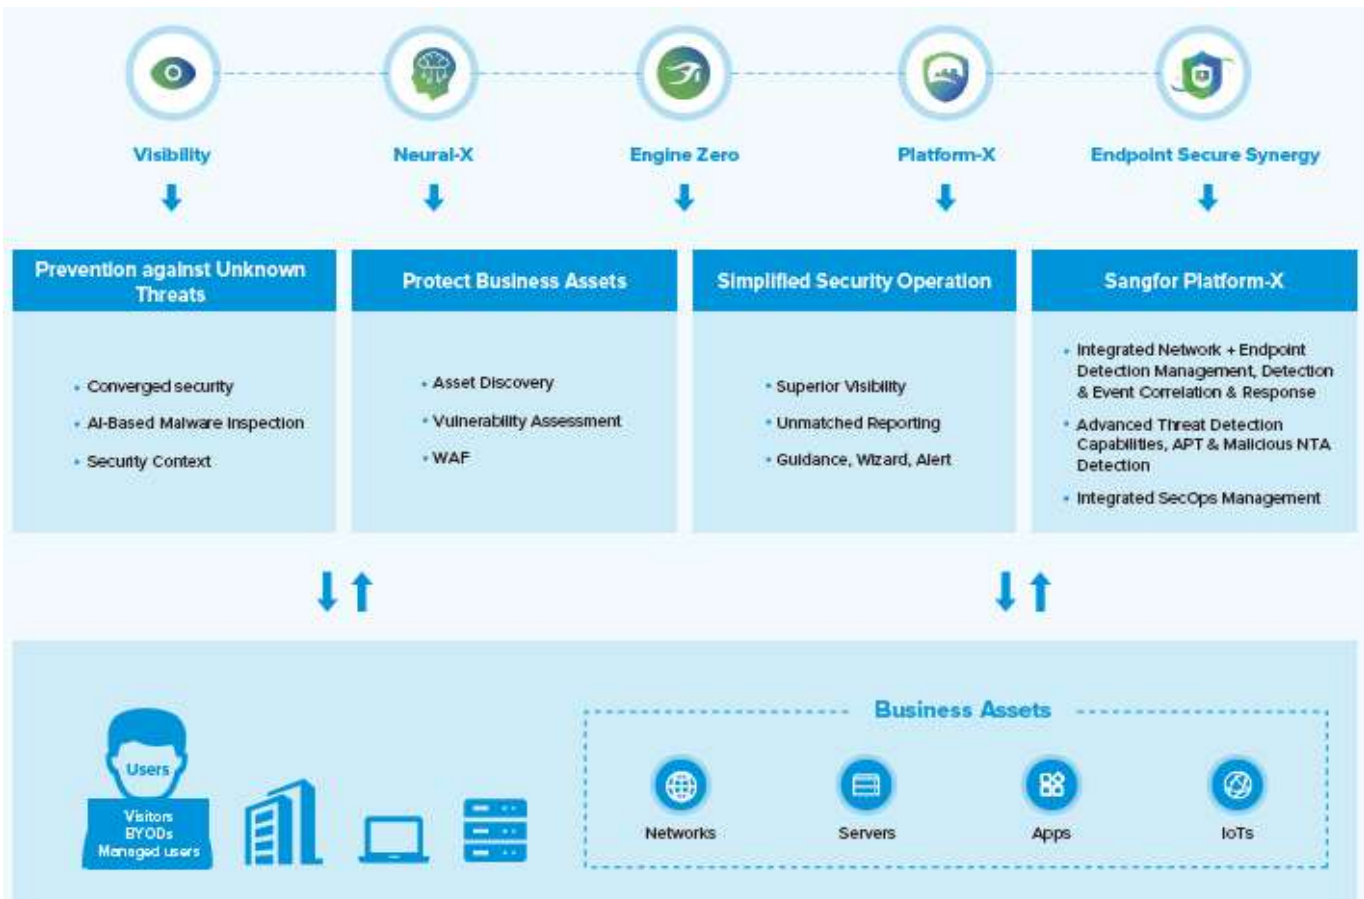 Visibility
Neural-X
Engine Zero
Platform-X
Endpoint Secure Synergy
Prevention against Unknown
Threats
Protect Business Assets
Simplified Security Operation
Sangfor Platform-X
• Converged security
• AI-Based Malware Inspection
• Security Context
• Asset Discovery
• Vulnerability Assessment
• WAF
• Superior Visibility
• Unmatched Reporting
• Guidance, Wizard, Alert
• Integrated Network + Endpoint
Detection Management, Detection
& Event Correlation & Response
• Advanced Threat Detection
Capabilities, APT & Malicious NTA
Detection
• Integrated SecOps Management
Users
Visitors
BYODs
Managed users
Business Assets
Networks
Servers
Apps
IoTs